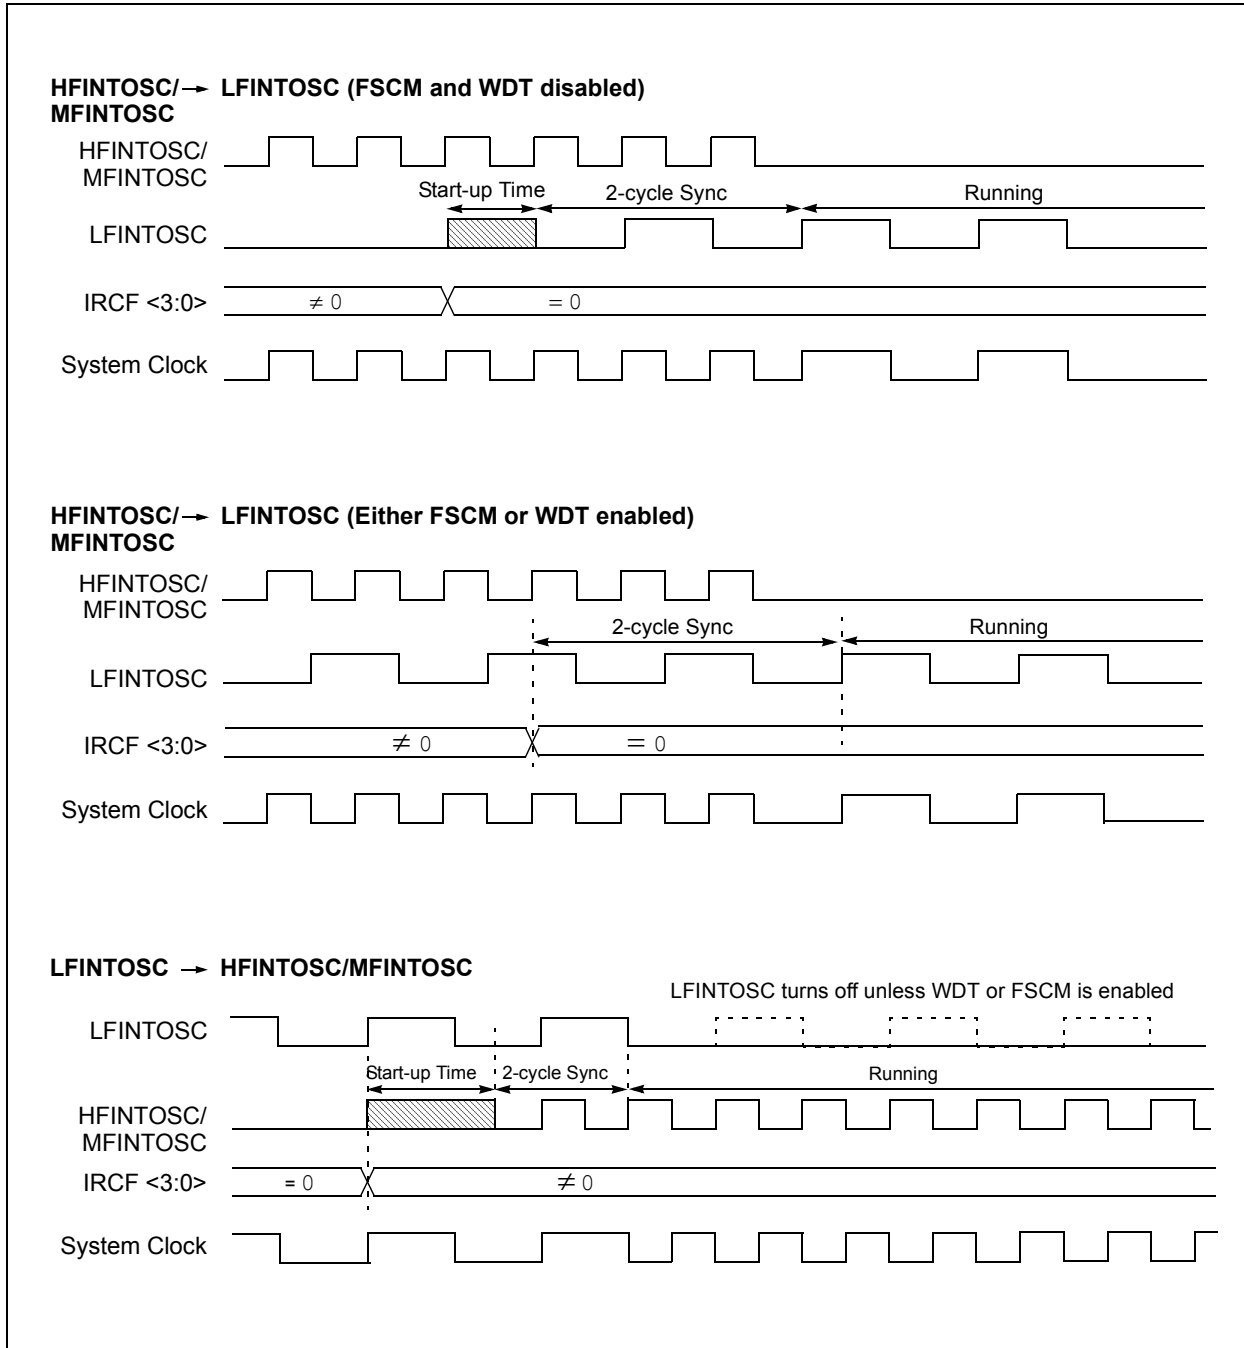 HFINTOSC/→ LFINTOSC (FSCM and WDT disabled)
MFINTOSC
HFINTOSC/
MFINTOSC
Start-up Time 2-cycle Sync Running
LFINTOSC
IRCF <3:0> ≠ 0 = 0
System Clock
HFINTOSC/→ LFINTOSC (Either FSCM or WDT enabled)
MFINTOSC
HFINTOSC/
MFINTOSC
2-cycle Sync Running
LFINTOSC
IRCF <3:0> ≠ 0 = 0
System Clock
LFINTOSC → HFINTOSC/MFINTOSC
LFINTOSC turns off unless WDT or FSCM is enabled
LFINTOSC
Start-up Time 2-cycle Sync Running
HFINTOSC/
MFINTOSC
IRCF <3:0> = 0 ≠ 0
System Clock